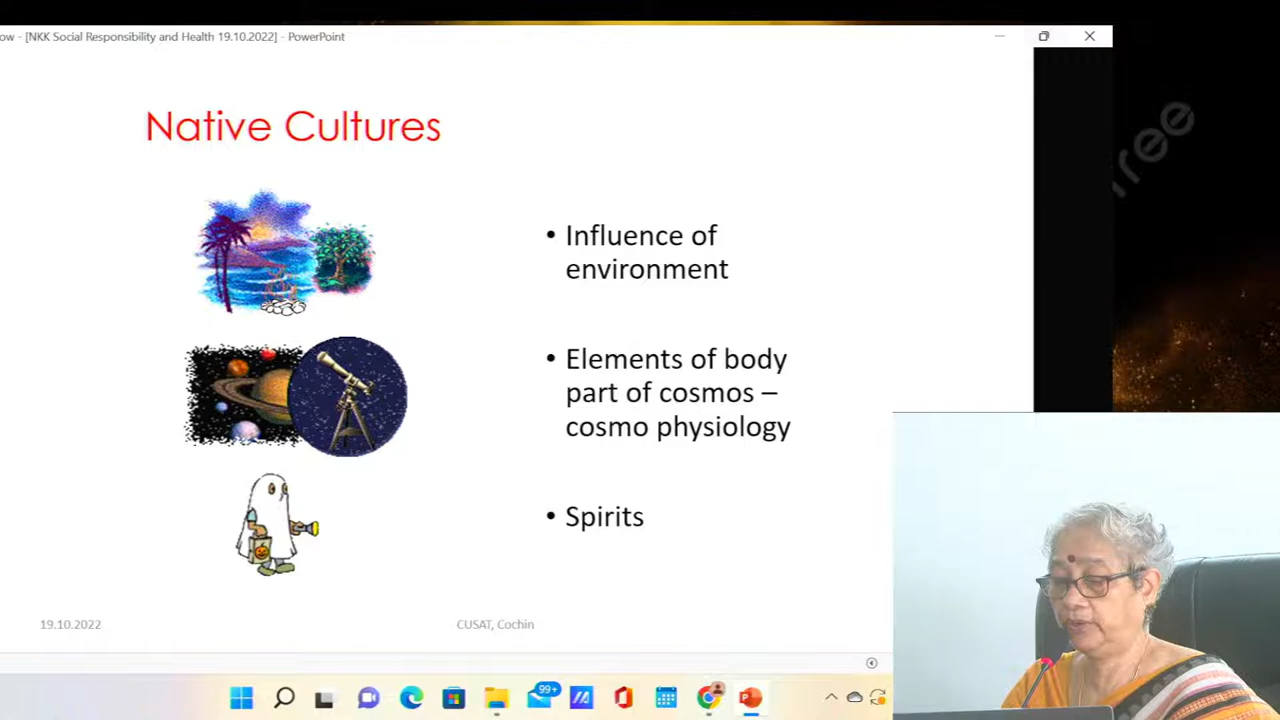 ow - [NKK Social Responsibility and Health 19.10.2022] - PowerPoint
Native Cultures
• Influence of
environment
• Elements of body
part of cosmos –
cosmo physiology
• Spirits
19.10.2022
CUSAT, Cochin
99+